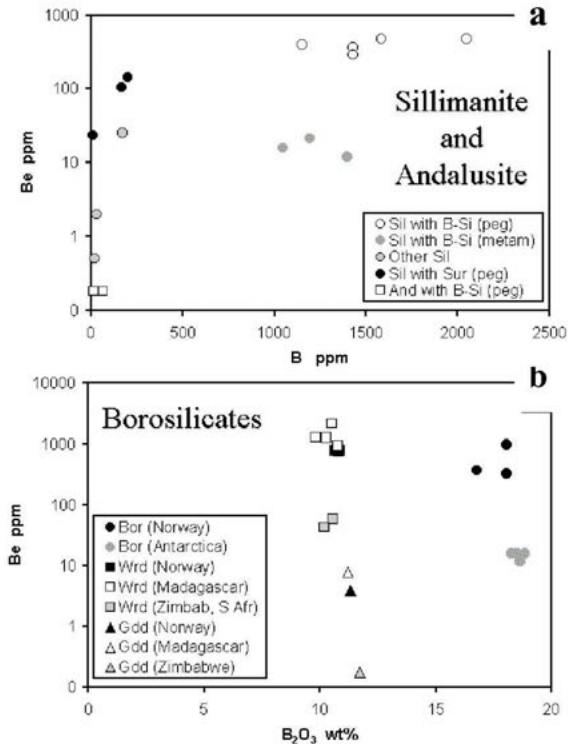 a
1000
100
10
1
0
Be ppm
Sillimanite
and
Andalusite
Sil with B-Si (peg)
Sil with B-Si (metam)
Other Sil
Sil with Sur (peg)
And with B-Si (peg)
0 500 1000 1500 2000 2500
B ppm
b
10000
1000
100
10
1
0
Be ppm
Borosilicates
Bor (Norway)
Bor (Antarctica)
Wrd (Norway)
Wrd (Madagascar)
Wrd (Zimbab, S Afr)
Gdd (Norway)
Gdd (Madagascar)
Gdd (Zimbabwe)
0 5 10 15 20
B₂O₃ wt%